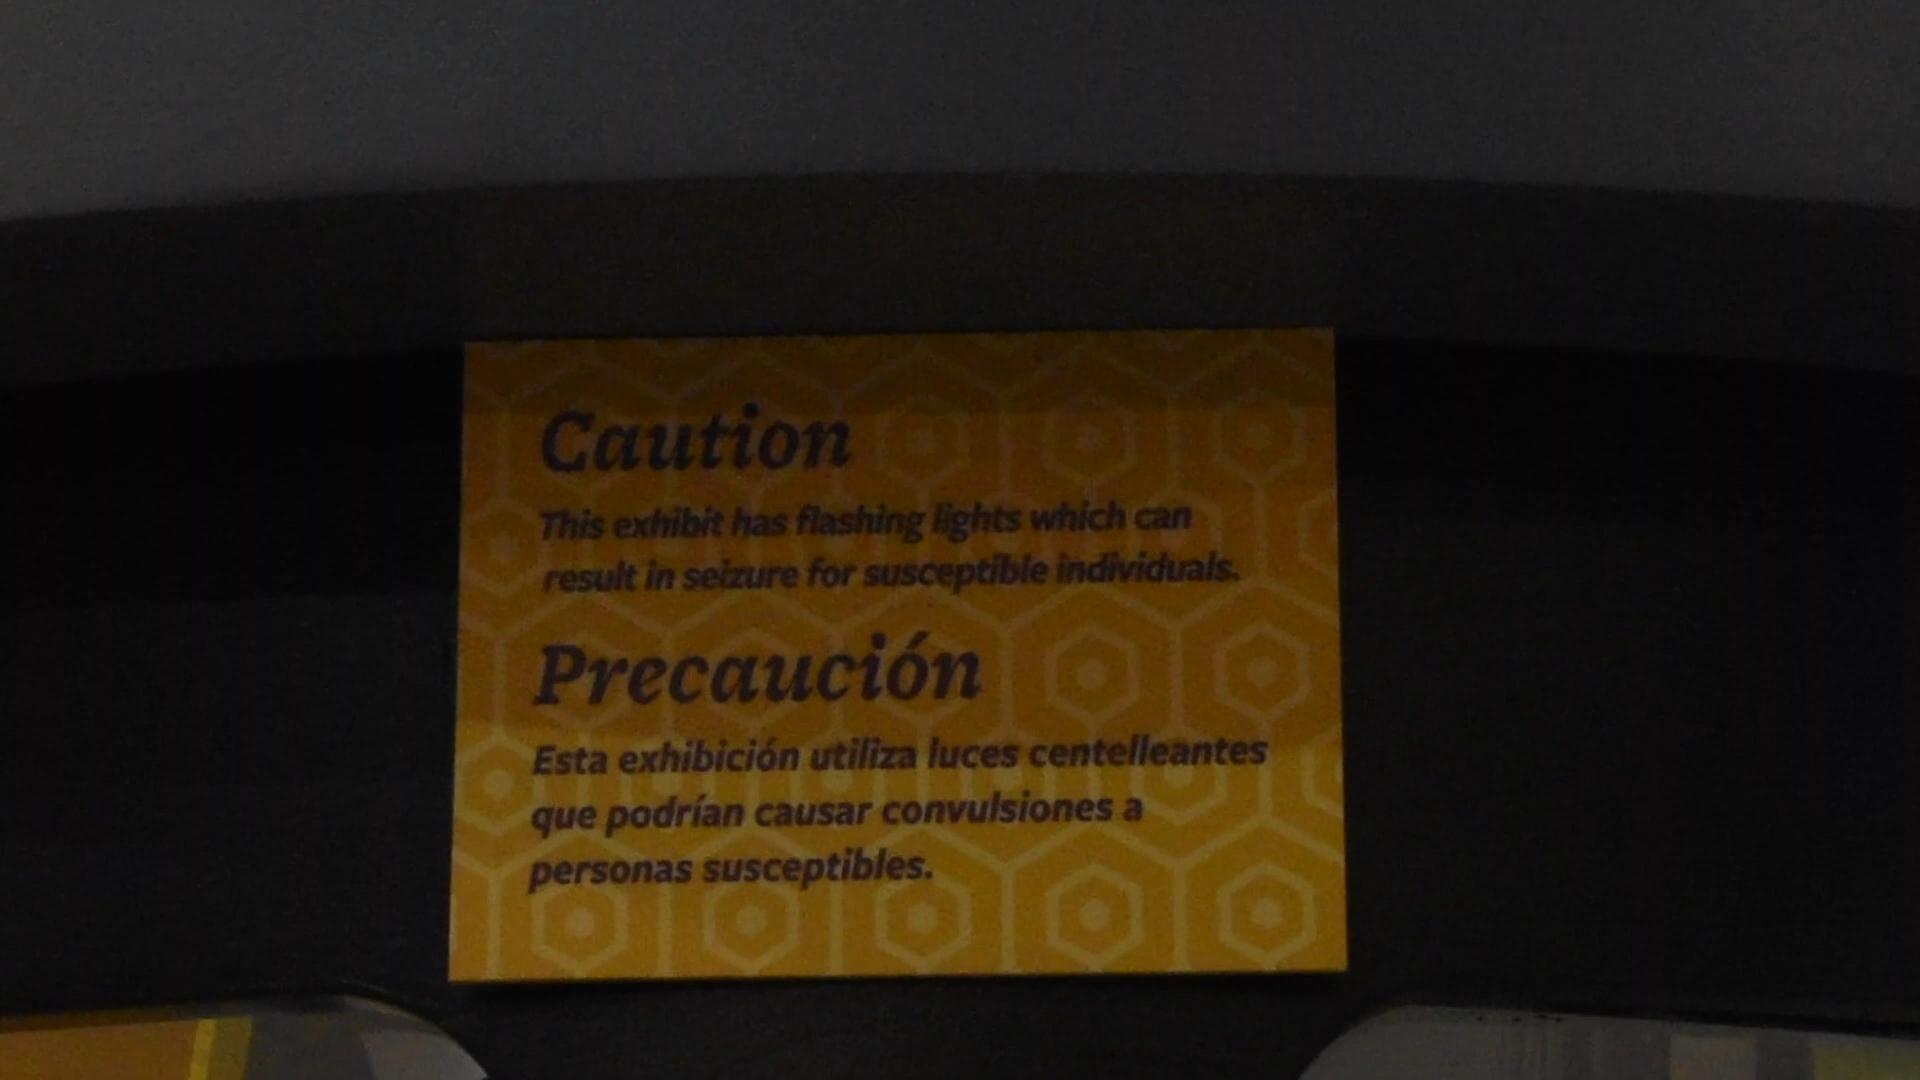 Caution
This exhibit has flashing lights which can
result in seizure for susceptible individuals.
Precaución
Esta exhibición utiliza luces centelleantes
que podrían causar convulsiones a
personas susceptibles.